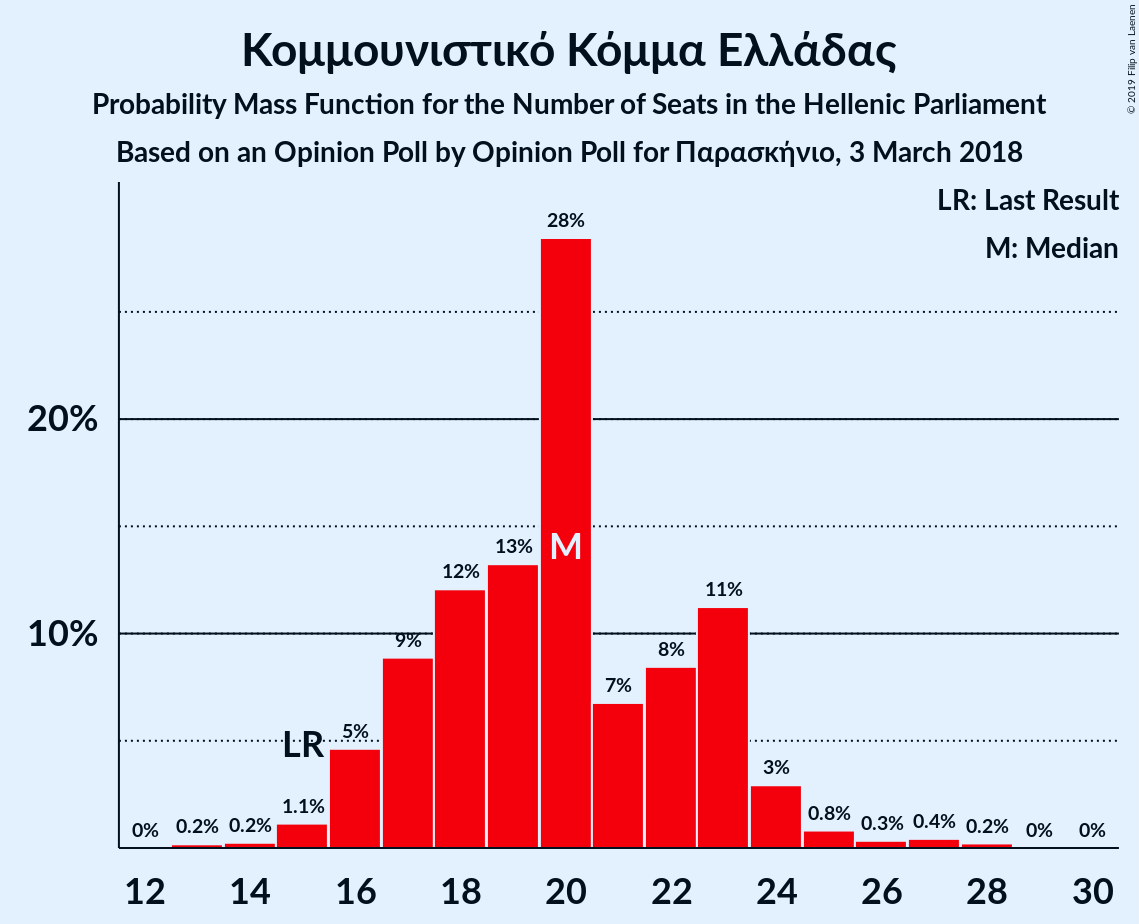 Κομμουνιστικό Κόμμα Ελλάδας
Probability Mass Function for the Number of Seats in the Hellenic Parliament
Based on an Opinion Poll by Opinion Poll for Παρασκήνιο, 3 March 2018
© 2019 Filip van Laenen
LR: Last Result
M: Median
28%
20%
M
13%
12%
11%
10%
9%
8%
7%
LR
5%
3%
1.1%
0% 0.2% 0.2% 0.8% 0.3% 0.4% 0.2% 0% 0%
12 14 16 18 20 22 24 26 28 30